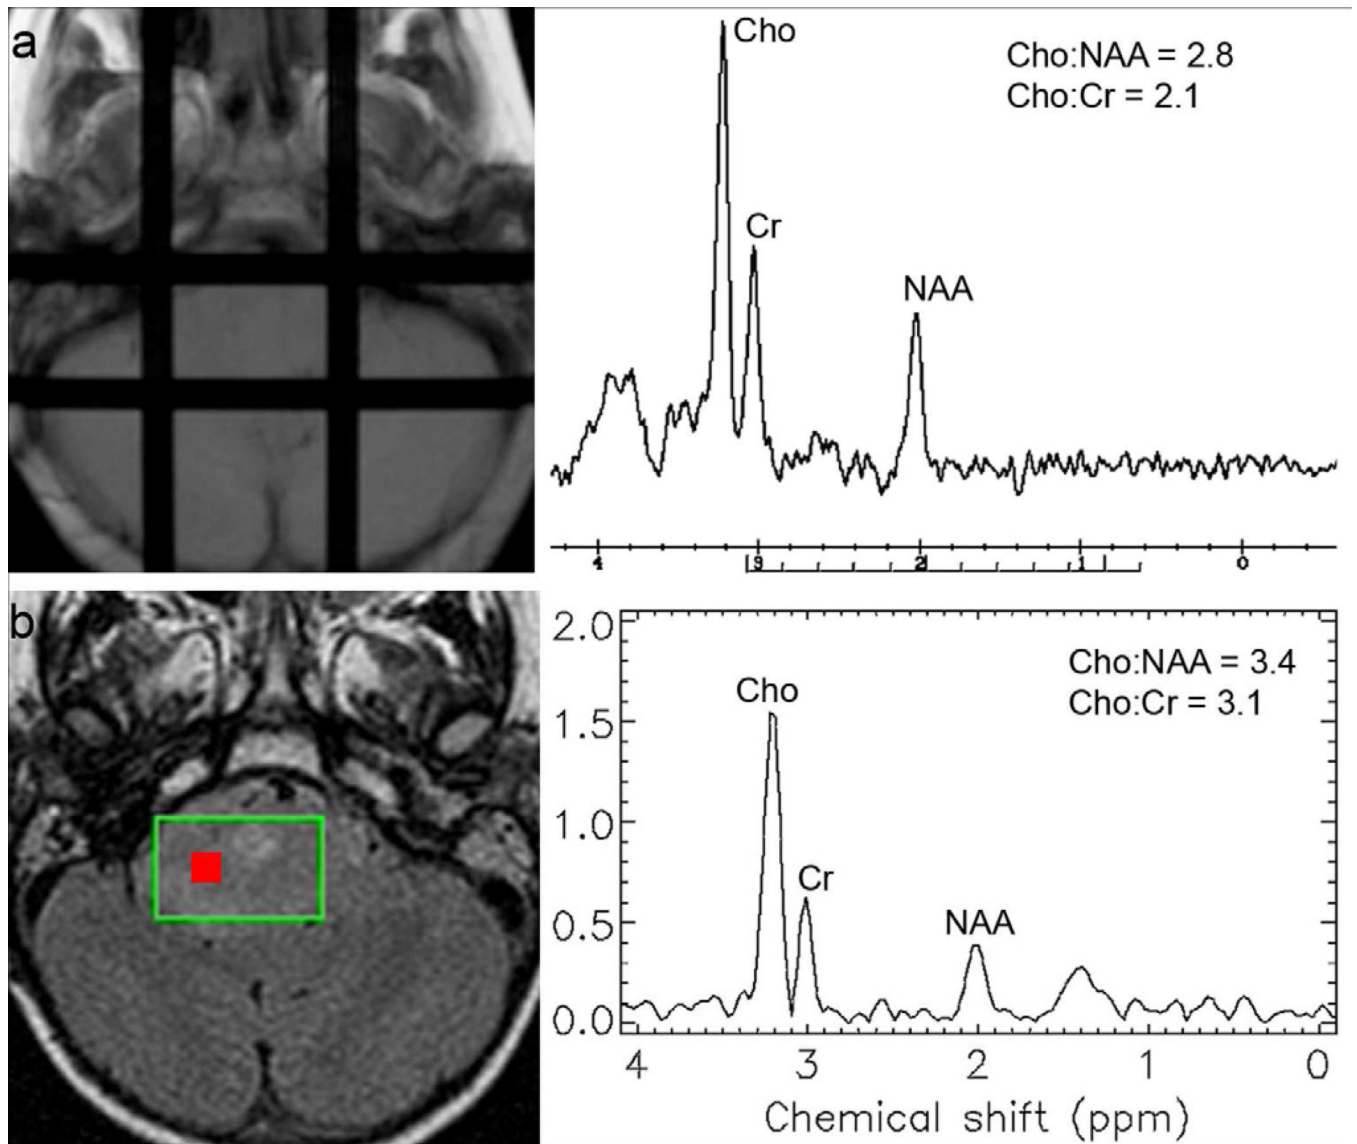 a
Cho
Cho:NAA = 2.8
Cho:Cr = 2.1
Cr
NAA
4 3 2 1 0
b
2.0
Cho:NAA = 3.4
Cho
Cho:Cr = 3.1
1.5
1.0
Cr
NAA
0.5
0.0
4 3 2 1 0
Chemical shift (ppm)